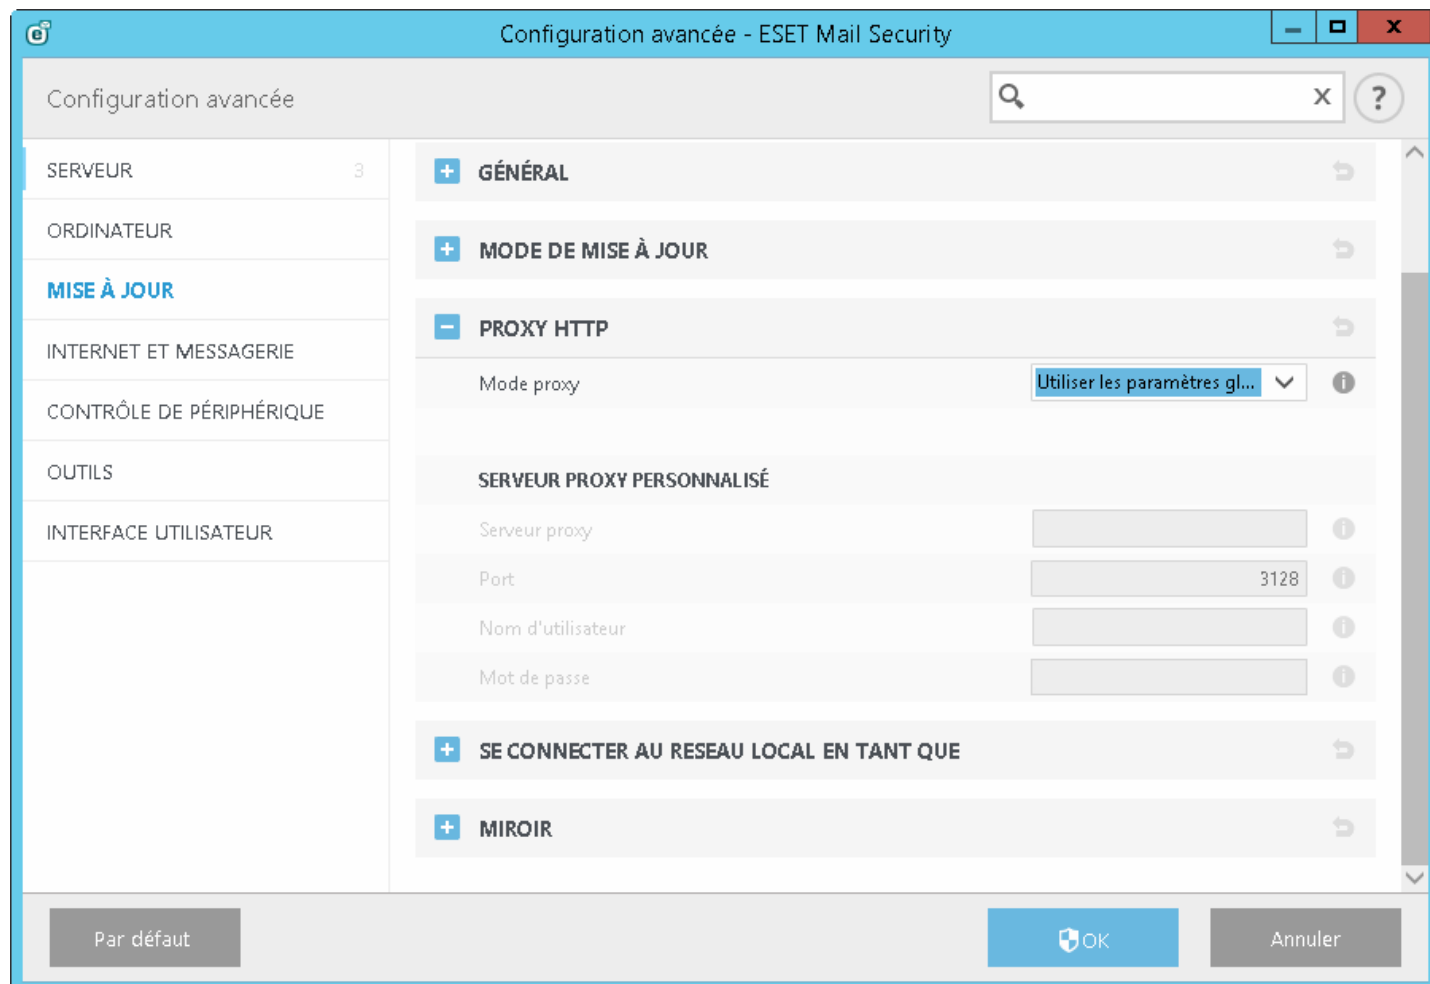 Configuration avancée - ESET Mail Security
Configuration avancée
SERVEUR 3
ORDINATEUR
MISE À JOUR
INTERNET ET MESSAGERIE
CONTRÔLE DE PÉRIPHÉRIQUE
OUTILS
INTERFACE UTILISATEUR
GÉNÉRAL
MODE DE MISE À JOUR
PROXY HTTP
Mode proxy Utiliser les paramètres gl...
SERVEUR PROXY PERSONNALISÉ
Serveur proxy
Port 3128
Nom d'utilisateur
Mot de passe
SE CONNECTER AU RESEAU LOCAL EN TANT QUE
MIROIR
Par défaut
OK
Annuler